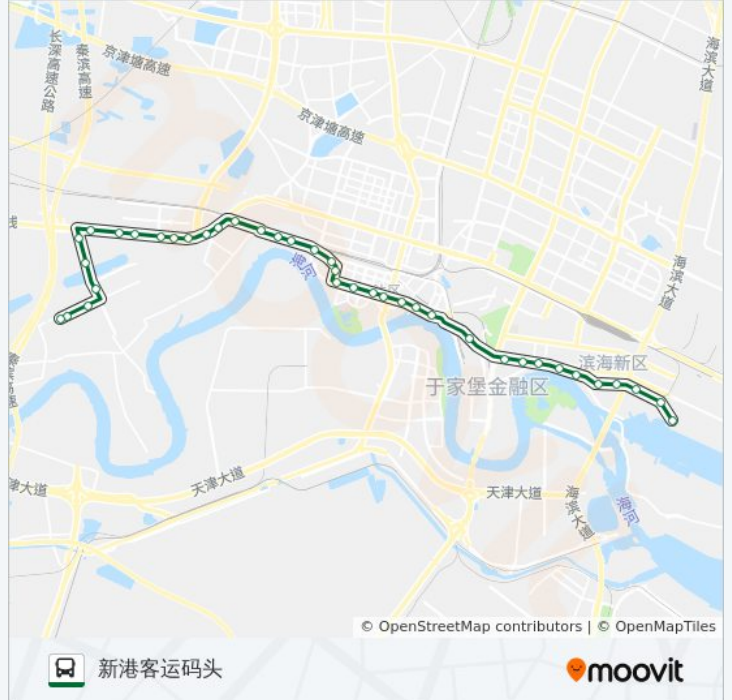 长深高速公路
秦滨高速
京津塘高速
京津塘高速
海滨大道
线
海河
海滨大道
滨海新区
于家堡金融区
津大道
天津大道
天津大道
海滨大道
海河
© OpenStreetMap contributors | © OpenMapTiles
新港客运码头
moovit